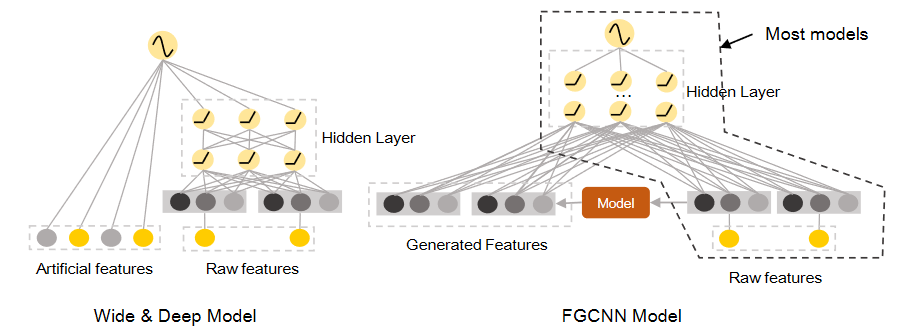 Most models
Hidden Layer
Hidden Layer
Model
Generated Features
Artificial features
Raw features
Raw features
Wide & Deep Model
FGCNN Model